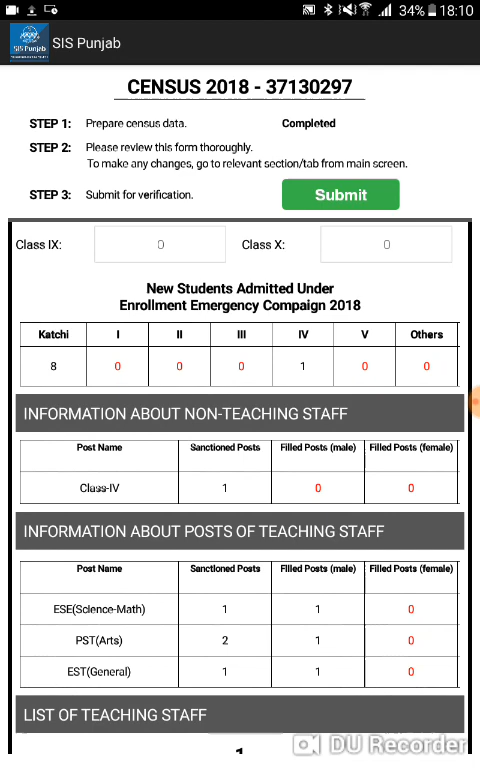 34% 18:10
SIS Punjab
SIS Punjab
CENSUS 2018 - 37130297
STEP 1: Prepare census data. Completed
STEP 2: Please review this form thoroughly.
To make any changes, go to relevant section/tab from main screen.
STEP 3: Submit for verification. Submit
Class IX: 0 Class X: 0
New Students Admitted Under
Enrollment Emergency Compaign 2018
Katchi I II III IV V Others
8 0 0 0 1 0 0
INFORMATION ABOUT NON-TEACHING STAFF
Post Name Sanctioned Posts Filled Posts (male) Filled Posts (female)
Class-IV 1 0 0
INFORMATION ABOUT POSTS OF TEACHING STAFF
Post Name Sanctioned Posts Filled Posts (male) Filled Posts (female)
ESE(Science-Math) 1 1 0
PST(Arts) 2 1 0
EST(General) 1 1 0
LIST OF TEACHING STAFF
1
DU Recorder